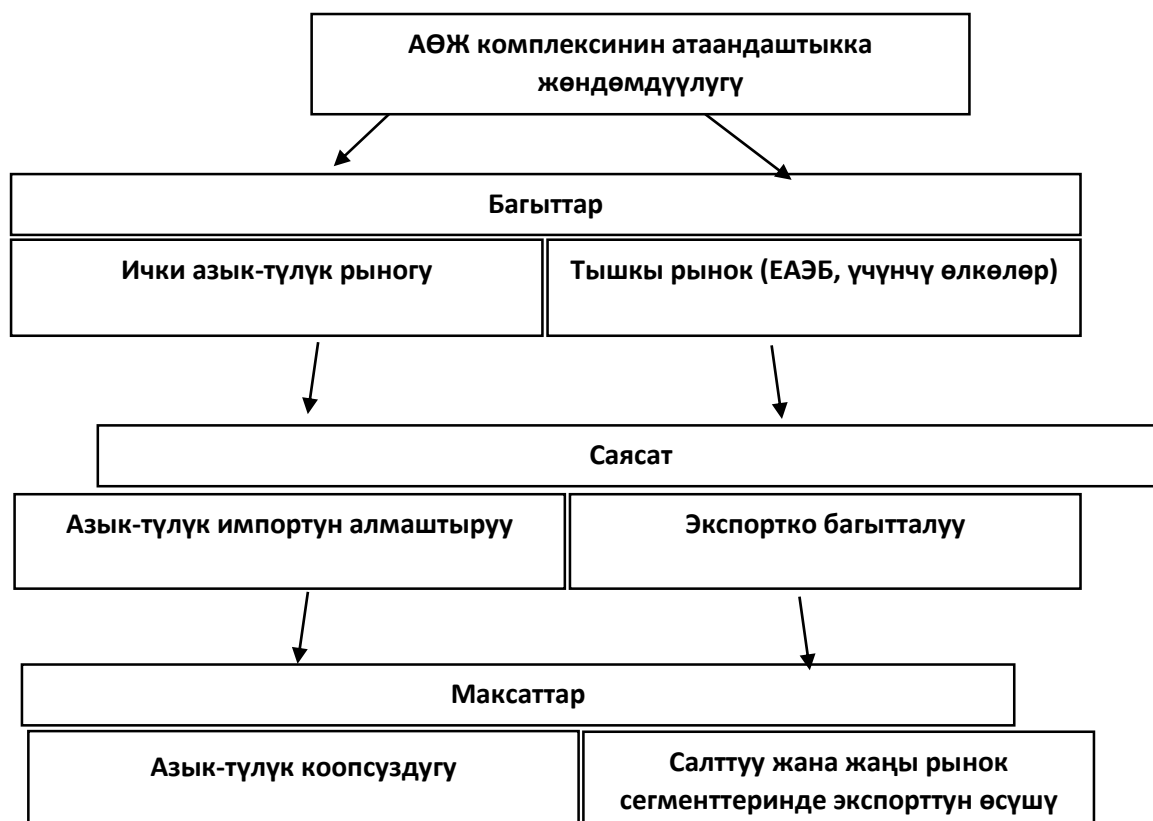 АӨЖ комплексинин атаандаштыкка
жөндөмдүүлугү
Багыттар
Ички азык-түлүк рыногу
Тышкы рынок (ЕАЭБ, үчүнчү өлкөлөр)
Саясат
Азык-түлүк импортун алмаштыруу
Экспортко багытталуу
Максаттар
Азык-түлүк коопсуздугу
Салттуу жана жаңы рынок
сегменттеринде экспорттун өсүшү